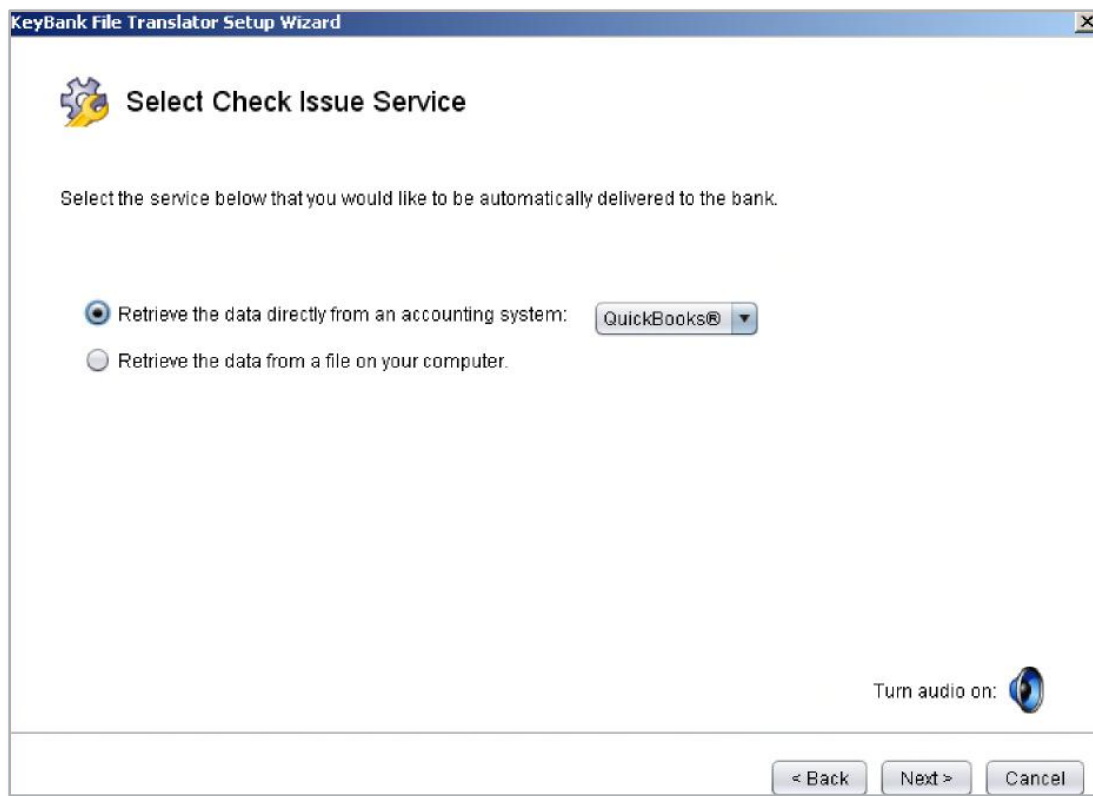 KeyBank File Translator Setup Wizard
Select Check Issue Service
Select the service below that you would like to be automatically delivered to the bank.
Retrieve the data directly from an accounting system: QuickBooks®
Retrieve the data from a file on your computer.
Turn audio on:
< Back Next > Cancel